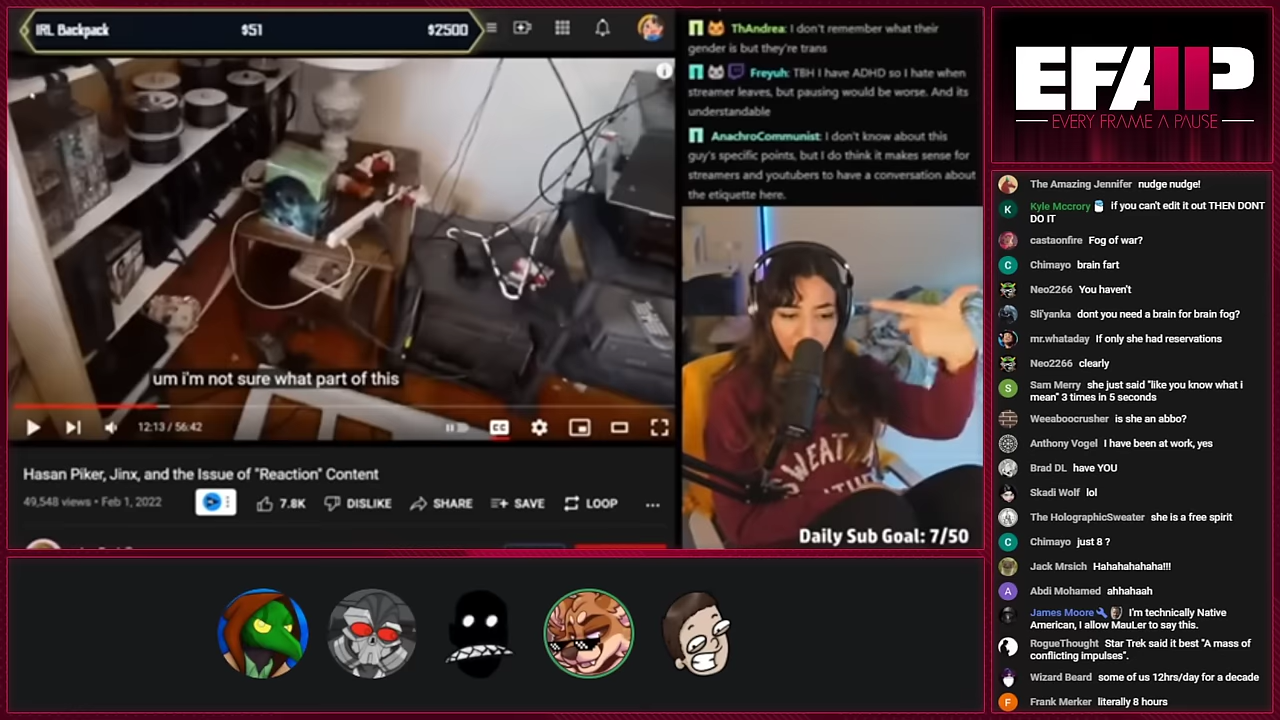 IRL Backpack $51 $2500
ThAndrea: I don't remember what their
gender is but they're trans
Freyuh: TBH I have ADHD so I hate when
streamer leaves, but pausing would be worse. And its
understandable
AnachroCommunist: I don't know about this
guy's specific points, but I do think it makes sense for
streamers and youtubers to have a conversation about
the etiquette here.
um i'm not sure what part of this
12:13 / 56:42
CC
Hasan Piker, Jinx, and the Issue of "Reaction" Content
49,548 views • Feb 1, 2022
7.8K DISLIKE SHARE SAVE LOOP
SWEAT
Daily Sub Goal: 7/50
EFAP
EVERY FRAME A PAUSE
The Amazing Jennifer nudge nudge!
K Kyle Mccrory if you can't edit it out THEN DONT
DO IT
castaonfire Fog of war?
C Chimayo brain fart
Neo2266 You haven't
Sli'yanka dont you need a brain for brain fog?
mr.whataday If only she had reservations
Neo2266 clearly
S Sam Merry she just said "like you know what i
mean" 3 times in 5 seconds
Weeaboocrusher is she an abbo?
Anthony Vogel I have been at work, yes
Brad DL have YOU
Skadi Wolf lol
The HolographicSweater she is a free spirit
C Chimayo just 8 ?
Jack Mrsich Hahahahahaha!!!
A Abdi Mohamed ahhahaah
James Moore I'm technically Native
American, I allow MauLer to say this.
RogueThought Star Trek said it best "A mass of
conflicting impulses".
Wizard Beard some of us 12hrs/day for a decade
F Frank Merker literally 8 hours